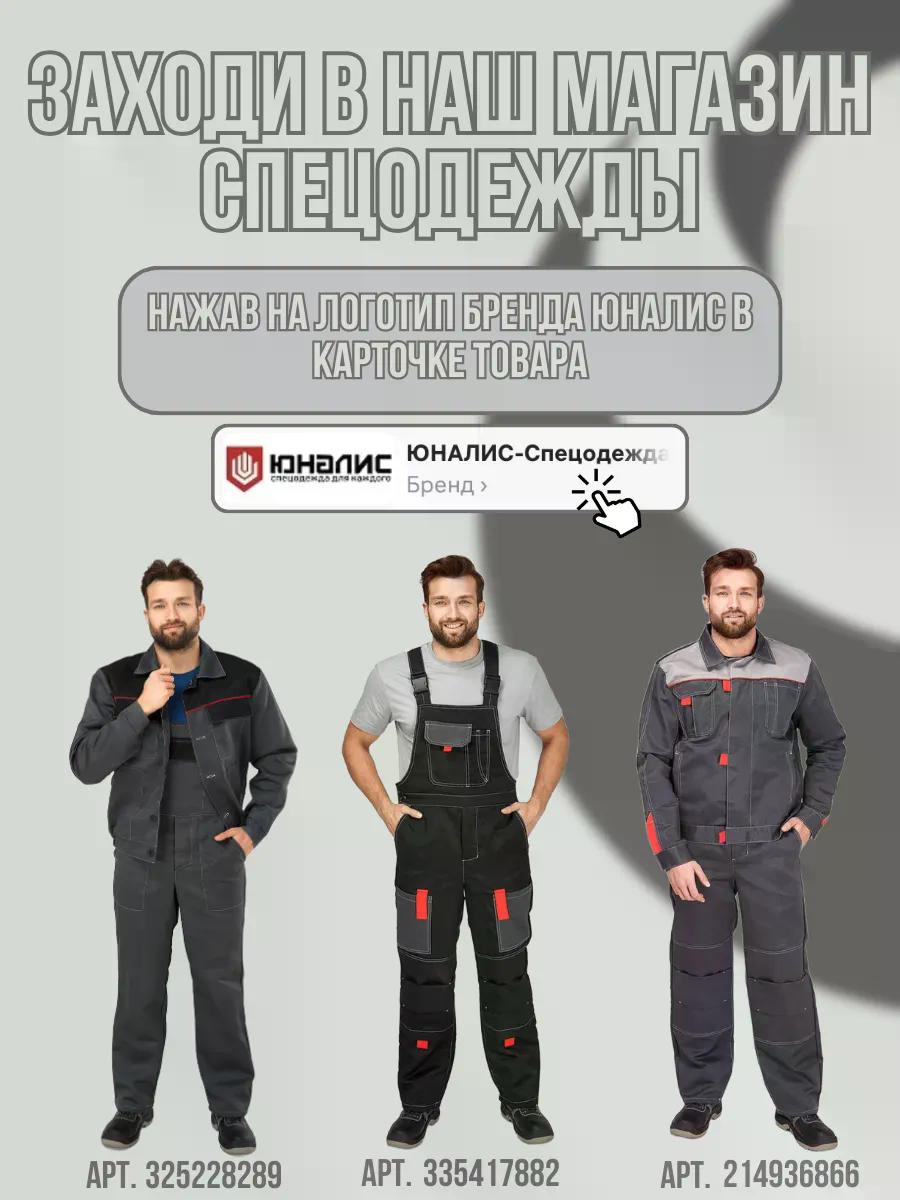 ЗАХОДИ В НАШ МАГАЗИН
СПЕЦОДЕЖДЫ
НАЖАВ НА ЛОГОТИП БРЕНДА ЮНАЛИС В
КАРТОЧКЕ ТОВАРА
ЮНАЛИС
СПЕЦОДЕЖДА ДЛЯ КАЖДОГО
ЮНАЛИС-Спецодежда
Бренд ›
АРТ. 325228289
АРТ. 335417882
АРТ. 214936866